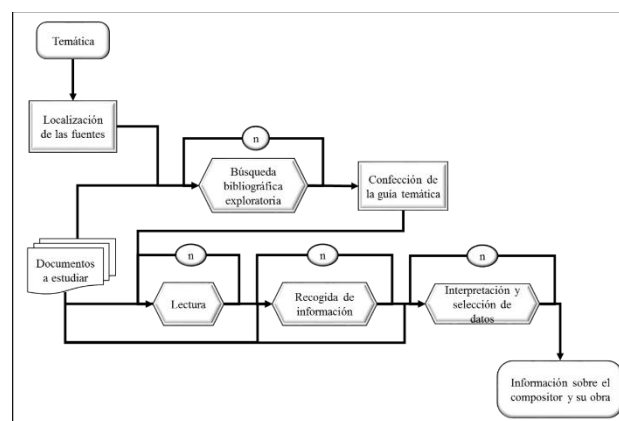 Temática
Localización
de las fuentes
n
Búsqueda
bibliográfica
exploratoria
Confección de
la guía temática
Documentos
a estudiar
n
Lectura
n
Recogida de
información
n
Interpretación y
selección de
datos
Información sobre el
compositor y su obra